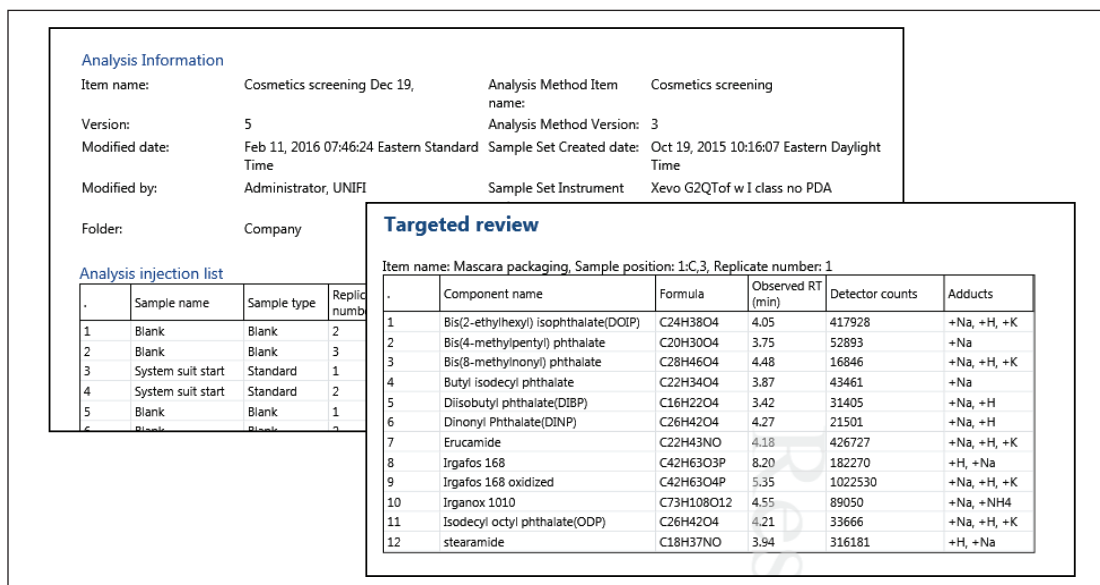 Analysis Information
Item name: Cosmetics screening Dec 19, Analysis Method Item name: Cosmetics screening
Version: 5 Analysis Method Version: 3
Modified date: Feb 11, 2016 07:46:24 Eastern Standard Time Sample Set Created date: Oct 19, 2015 10:16:07 Eastern Daylight Time
Modified by: Administrator, UNIFI Sample Set Instrument Xevo G2QTof w I class no PDA
Folder: Company
Analysis injection list
. Sample name Sample type
1 Blank Blank 2
2 Blank Blank 3
3 System suit start Standard 1
4 System suit start Standard 2
5 Blank Blank 1
Targeted review
Item name: Mascara packaging, Sample position: 1:C,3, Replicate number: 1
. Component name Formula Observed RT (min) Detector counts Adducts
1 Bis(2-ethylhexyl) isophthalate(DOIP) C24H38O4 4.05 417928 +Na, +H, +K
2 Bis(4-methylpentyl) phthalate C20H30O4 3.75 52893 +Na
3 Bis(8-methylnonyl) phthalate C28H46O4 4.48 16846 +Na, +H, +K
4 Butyl isodecyl phthalate C22H34O4 3.87 43461 +Na
5 Diisobutyl phthalate(DIBP) C16H22O4 3.42 31405 +Na, +H
6 Dinonyl Phthalate(DINP) C26H42O4 4.27 21501 +Na, +H
7 Erucamide C22H43NO 4.18 426727 +Na, +H, +K
8 Irgafos 168 C42H63O3P 8.20 182270 +H, +Na
9 Irgafos 168 oxidized C42H63O4P 5.35 1022530 +Na, +H, +K
10 Irganox 1010 C73H108O12 4.55 89050 +Na, +NH4
11 Isodecyl octyl phthalate(ODP) C26H42O4 4.21 33666 +Na, +H, +K
12 stearamide C18H37NO 3.94 316181 +H, +Na
Res